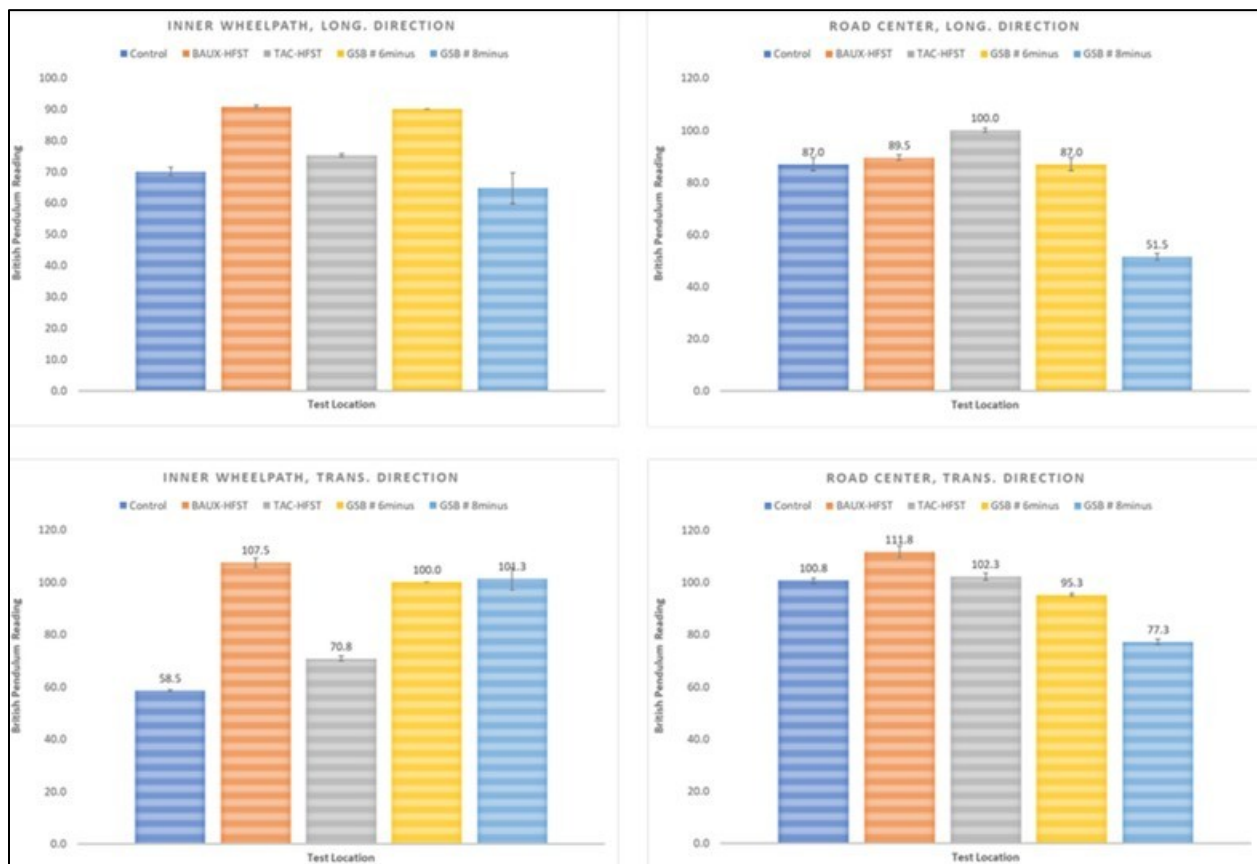 INNER WHEELPATH, LONG. DIRECTION
Control BAUX-HFST TAC-HFST GSB # 6minus GSB # 8minus
British Pendulum Reading
100.0
90.0
80.0
70.0
60.0
50.0
40.0
30.0
20.0
10.0
0.0
Test Location
ROAD CENTER, LONG. DIRECTION
Control BAUX-HFST TAC-HFST GSB # 6minus GSB # 8minus
British Pendulum Reading
120.0
100.0
80.0
60.0
40.0
20.0
0.0
87.0
89.5
100.0
87.0
51.5
Test Location
INNER WHEELPATH, TRANS. DIRECTION
Control BAUX-HFST TAC-HFST GSB # 6minus GSB # 8minus
British Pendulum Reading
120.0
100.0
80.0
60.0
40.0
20.0
0.0
58.5
107.5
70.8
100.0
101.3
Test Location
ROAD CENTER, TRANS. DIRECTION
Control BAUX-HFST TAC-HFST GSB # 6minus GSB # 8minus
British Pendulum Reading
120.0
100.0
80.0
60.0
40.0
20.0
0.0
100.8
111.8
102.3
95.3
77.3
Test Location